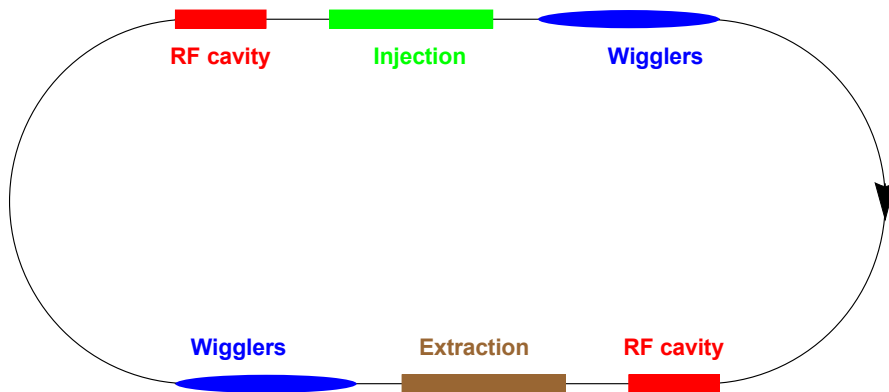 RF cavity
Injection
Wigglers
Wigglers
Extraction
RF cavity